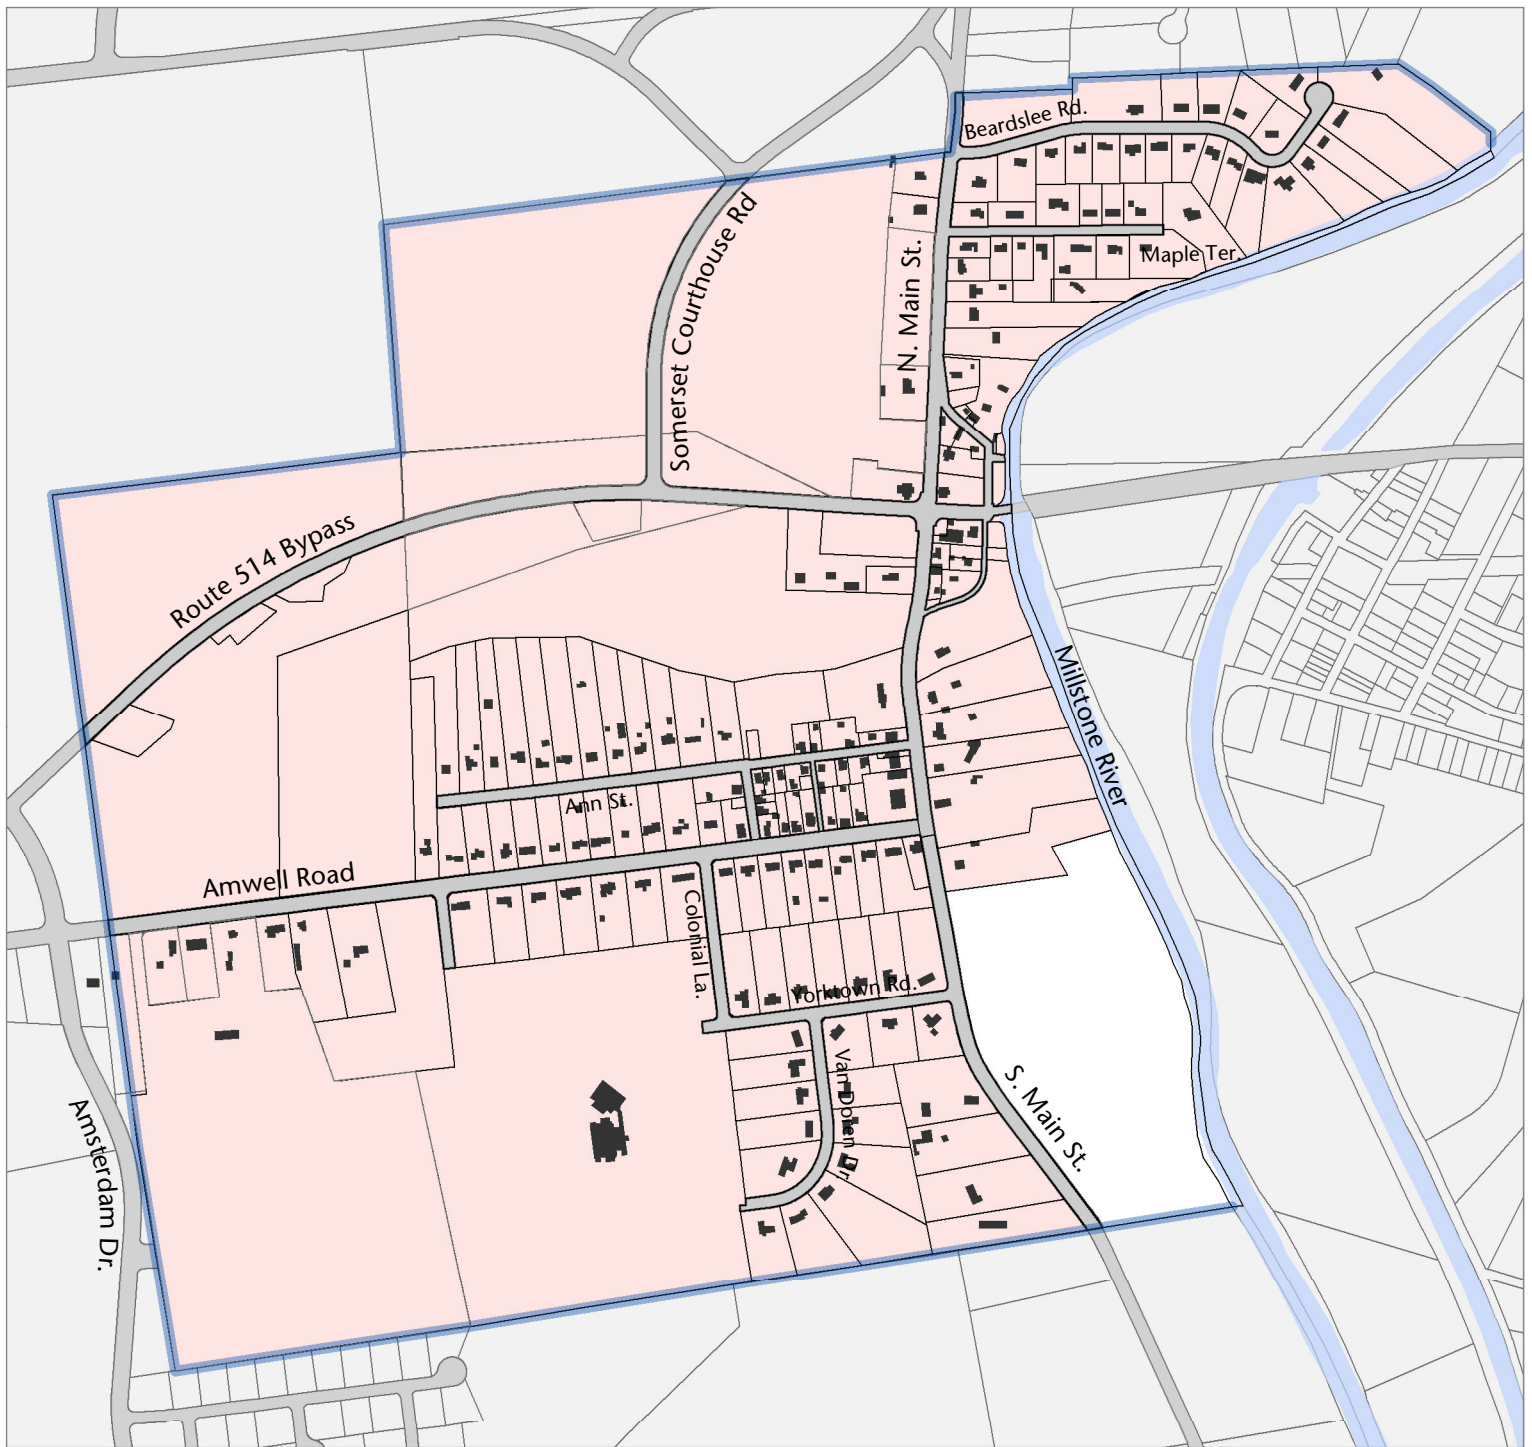 Beardslee Rd.
Maple Ter.
N. Main St.
Somerset Courthouse Rd
Route 514 Bypass
Millstone River
Ann St.
Amwell Road
Colonial La.
Yorktown Rd.
Van Doren Dr.
S. Main St.
Amsterdam Dr.